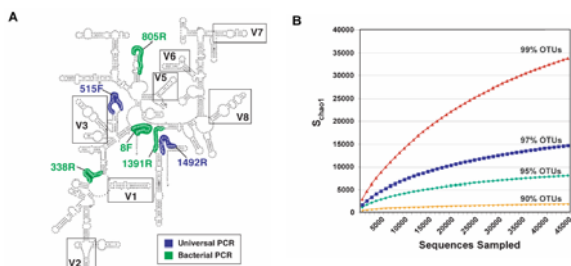 A
805R
V7
V6
515F
V5
V3
V8
8F
1391R
1492R
338R
V1
V2
Universal PCR
Bacterial PCR
B
40000
35000
30000
25000
20000
15000
10000
5000
0
Schao1
99% OTUs
97% OTUs
95% OTUs
90% OTUs
5000
10000
15000
20000
25000
30000
35000
40000
45000
Sequences Sampled